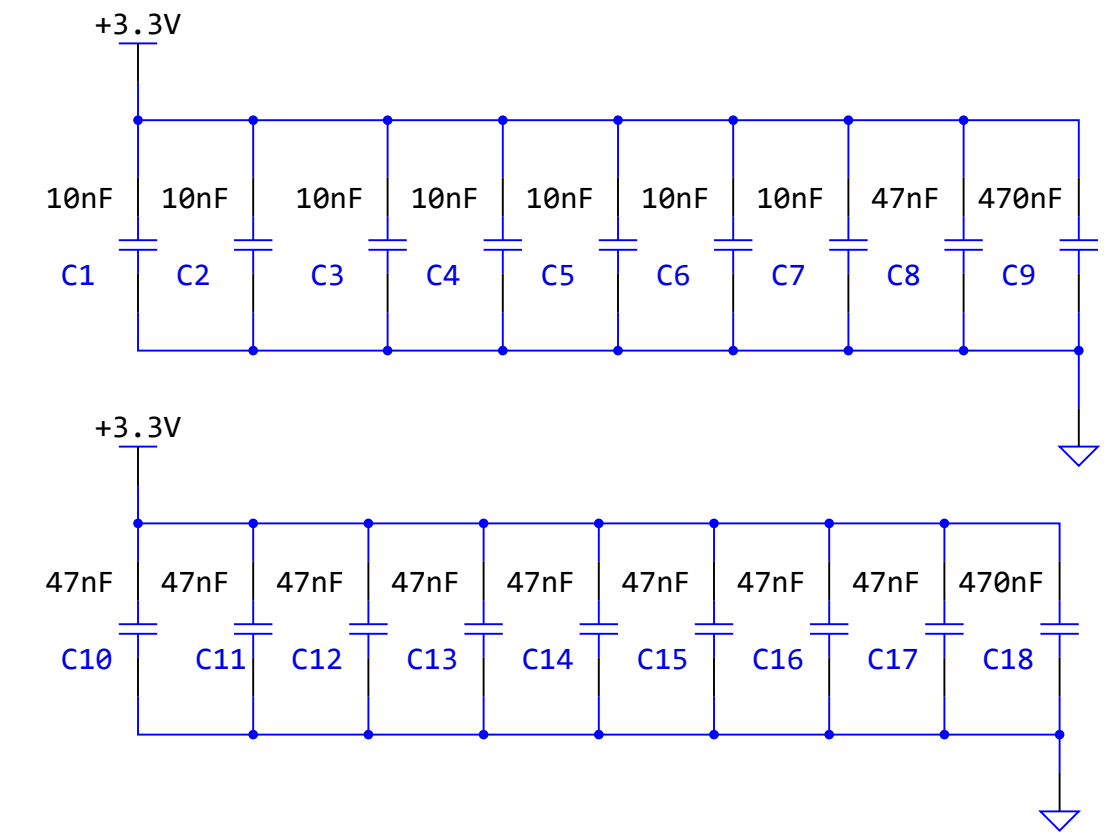 +3.3V
10nF 10nF 10nF 10nF 10nF 10nF 10nF 47nF 470nF
C1 C2 C3 C4 C5 C6 C7 C8 C9
+3.3V
47nF 47nF 47nF 47nF 47nF 47nF 47nF 47nF 470nF
C10 C11 C12 C13 C14 C15 C16 C17 C18